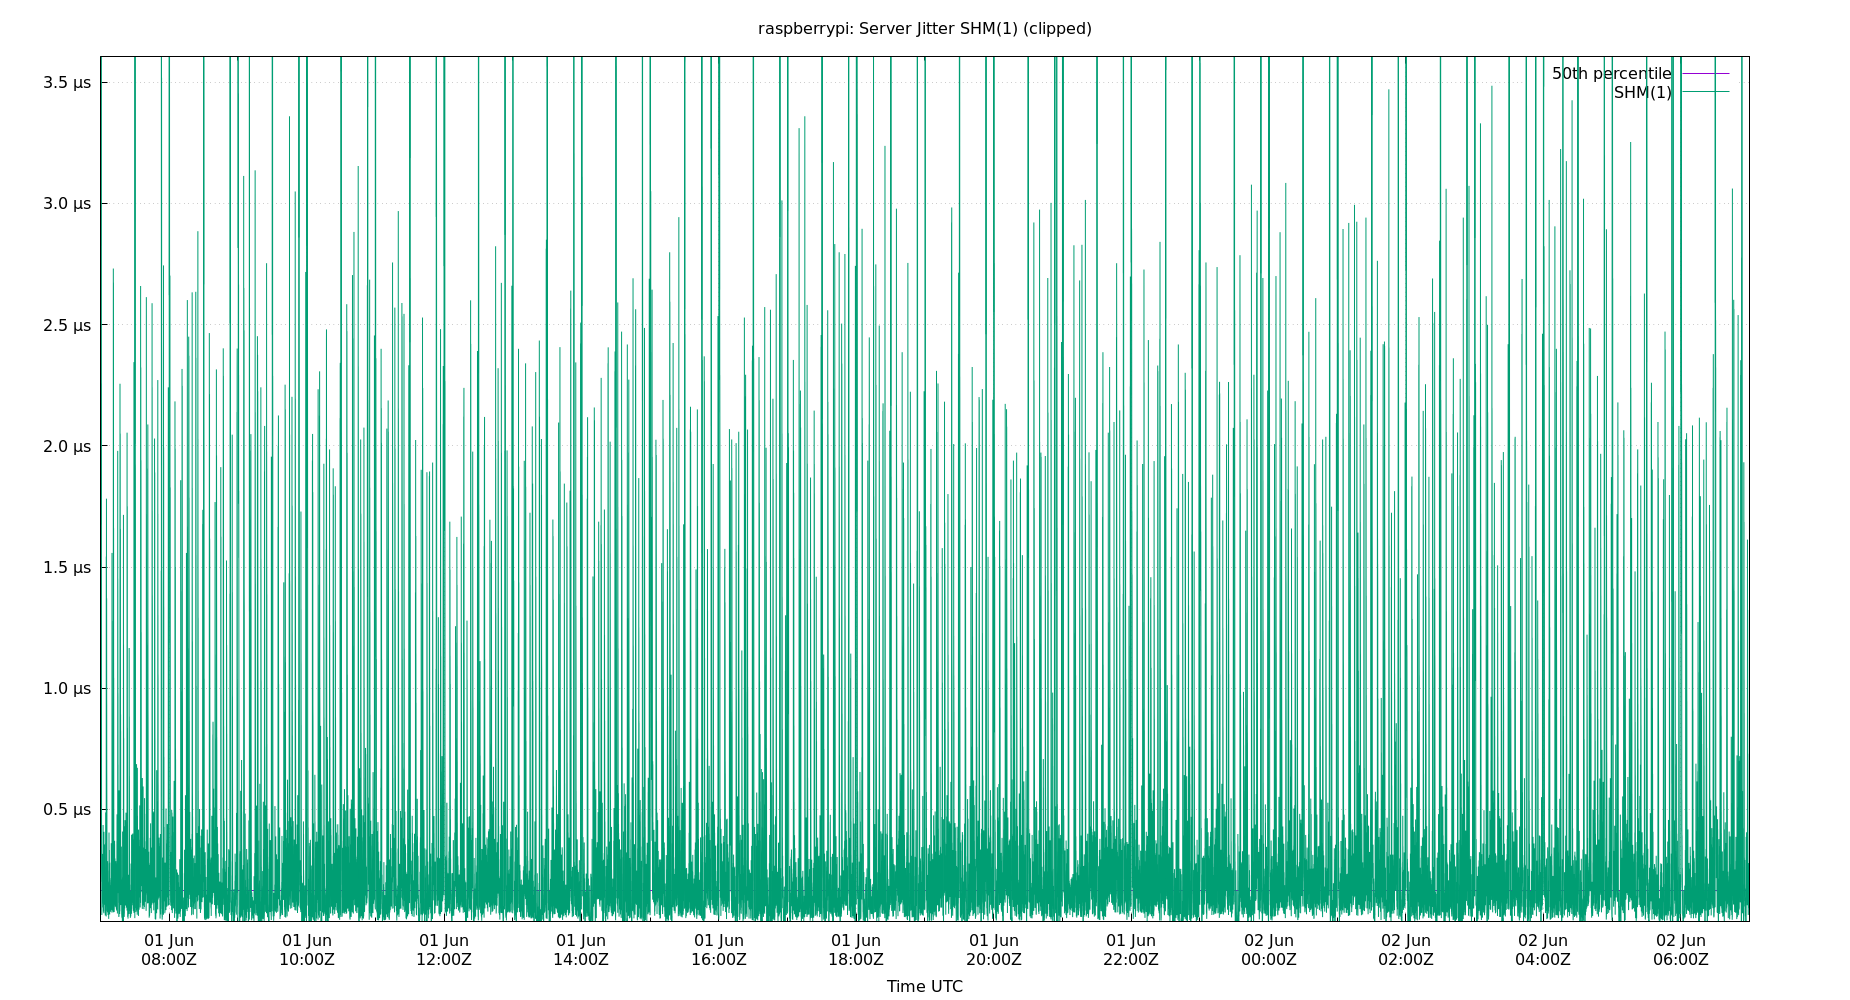 raspberrypi: Server Jitter SHM(1) (clipped)
50th percentile
SHM(1)
3.5 µs
3.0 µs
2.5 µs
2.0 µs
1.5 µs
1.0 µs
0.5 µs
01 Jun 01 Jun 01 Jun 01 Jun 01 Jun 01 Jun 01 Jun 01 Jun 02 Jun 02 Jun 02 Jun 02 Jun
08:00Z 10:00Z 12:00Z 14:00Z 16:00Z 18:00Z 20:00Z 22:00Z 00:00Z 02:00Z 04:00Z 06:00Z
Time UTC